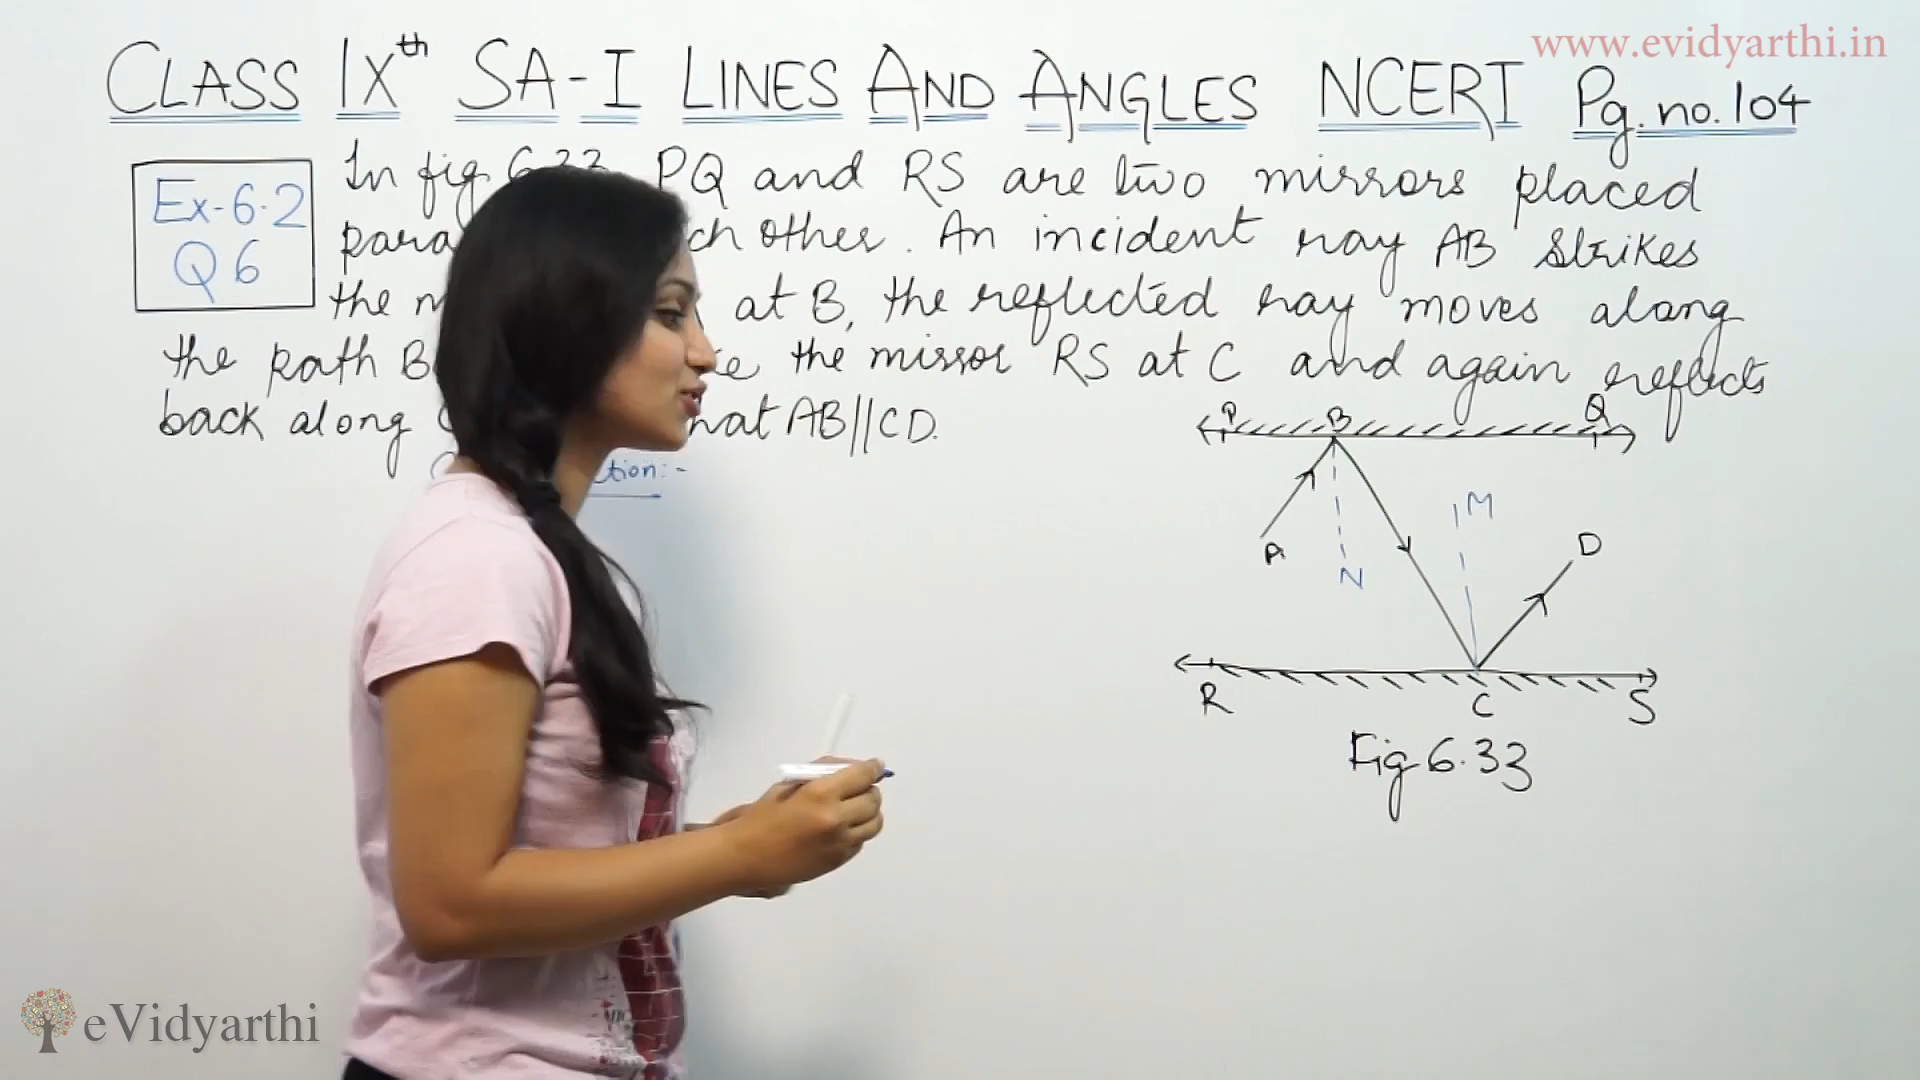 www.evidyarthi.in
CLASS IXth SA-I LINES AND ANGLES NCERT Pg. no. 104
Ex-6.2
Q6
In fig PQ and RS are two mirrors placed
other. An incident ray AB strikes
the at B, the reflected ray moves along
the path the mirror RS at C and again reflects
back along AB||CD.
P B Q
M
A
N
D
R C S
Fig 6.33
eVidyarthi